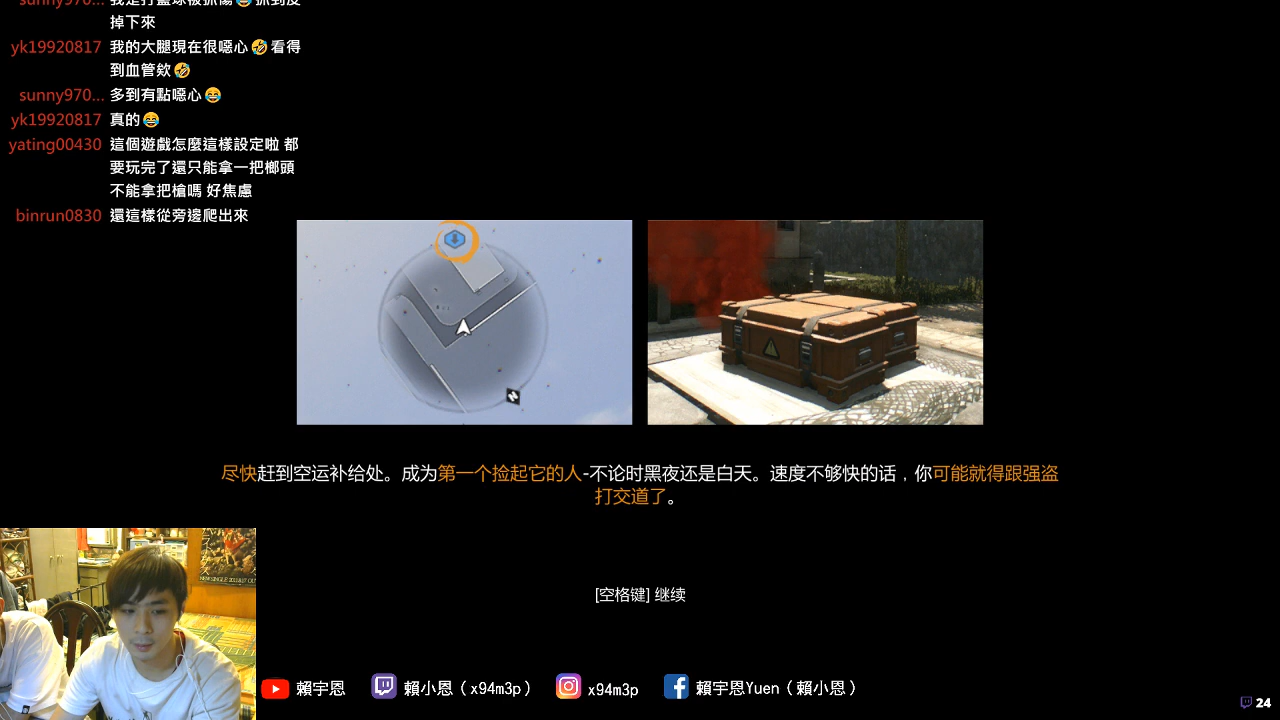 掉下來
yk19920817 我的大腿現在很噁心🤣看得
到血管欸🤣
sunny970... 多到有點噁心😂
yk19920817 真的😂
yating00430 這個遊戲怎麼這樣設定啦 都
要玩完了還只能拿一把榔頭
不能拿把槍嗎 好焦慮
binrun0830 還這樣從旁邊爬出來
尽快赶到空运补给处。成为第一个捡起它的人-不论时黑夜还是白天。速度不够快的话，你可能就得跟强盗
打交道了。
[空格键] 继续
賴宇恩
賴小恩（x94m3p）
x94m3p
賴宇恩Yuen（賴小恩）
24